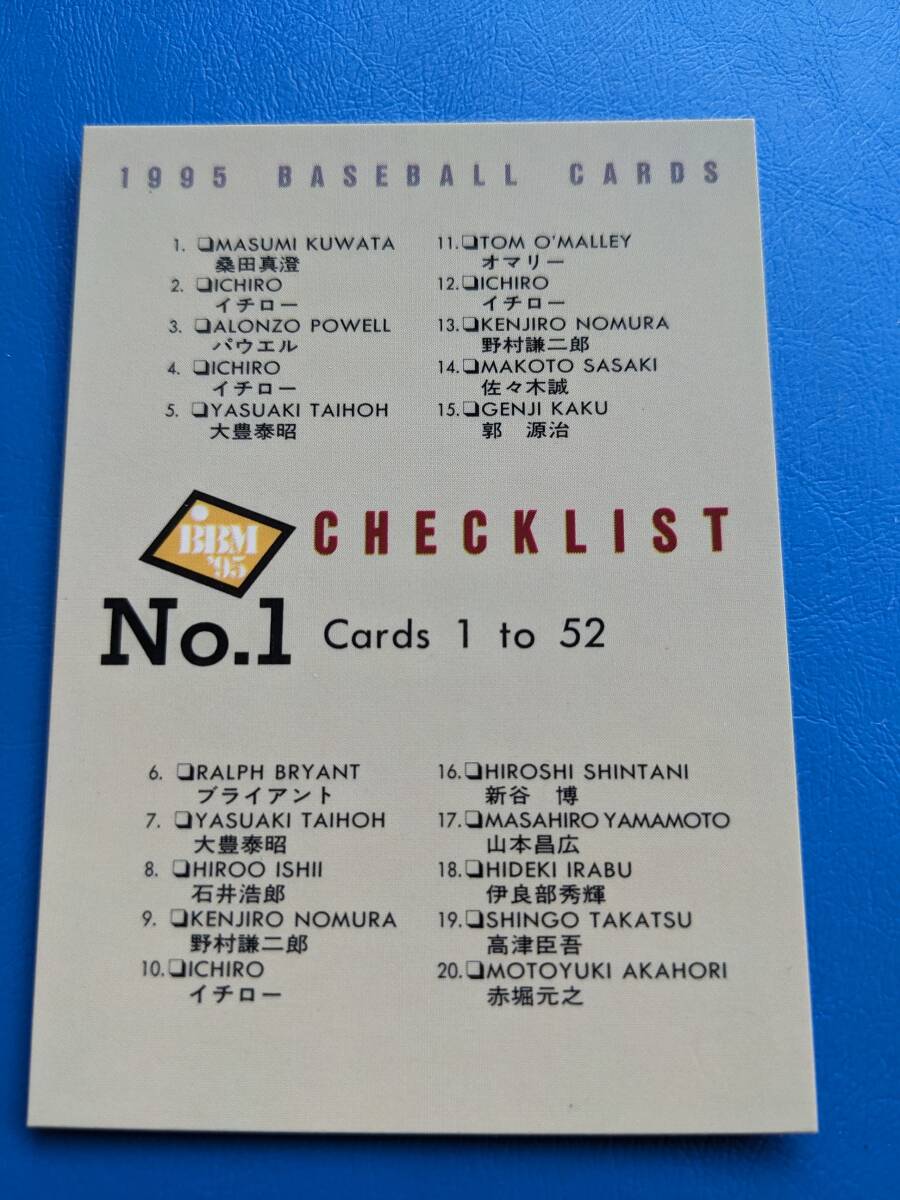 1995 BASEBALL CARDS
1. ❏MASUMI KUWATA
桑田真澄
2. ❏ICHIRO
イチロー
3. ❏ALONZO POWELL
パウエル
4. ❏ICHIRO
イチロー
5. ❏YASUAKI TAIHOH
大豊泰昭
11.❏TOM O'MALLEY
オマリー
12.❏ICHIRO
イチロー
13.❏KENJIRO NOMURA
野村謙二郎
14.❏MAKOTO SASAKI
佐々木誠
15.❏GENJI KAKU
郭 源治
BBM
'95
CHECKLIST
No.1 Cards 1 to 52
6. ❏RALPH BRYANT
ブライアント
7. ❏YASUAKI TAIHOH
大豊泰昭
8. ❏HIROO ISHII
石井浩郎
9. ❏KENJIRO NOMURA
野村謙二郎
10.❏ICHIRO
イチロー
16.❏HIROSHI SHINTANI
新谷 博
17.❏MASAHIRO YAMAMOTO
山本昌広
18.❏HIDEKI IRABU
伊良部秀輝
19.❏SHINGO TAKATSU
高津臣吾
20.❏MOTOYUKI AKAHORI
赤堀元之